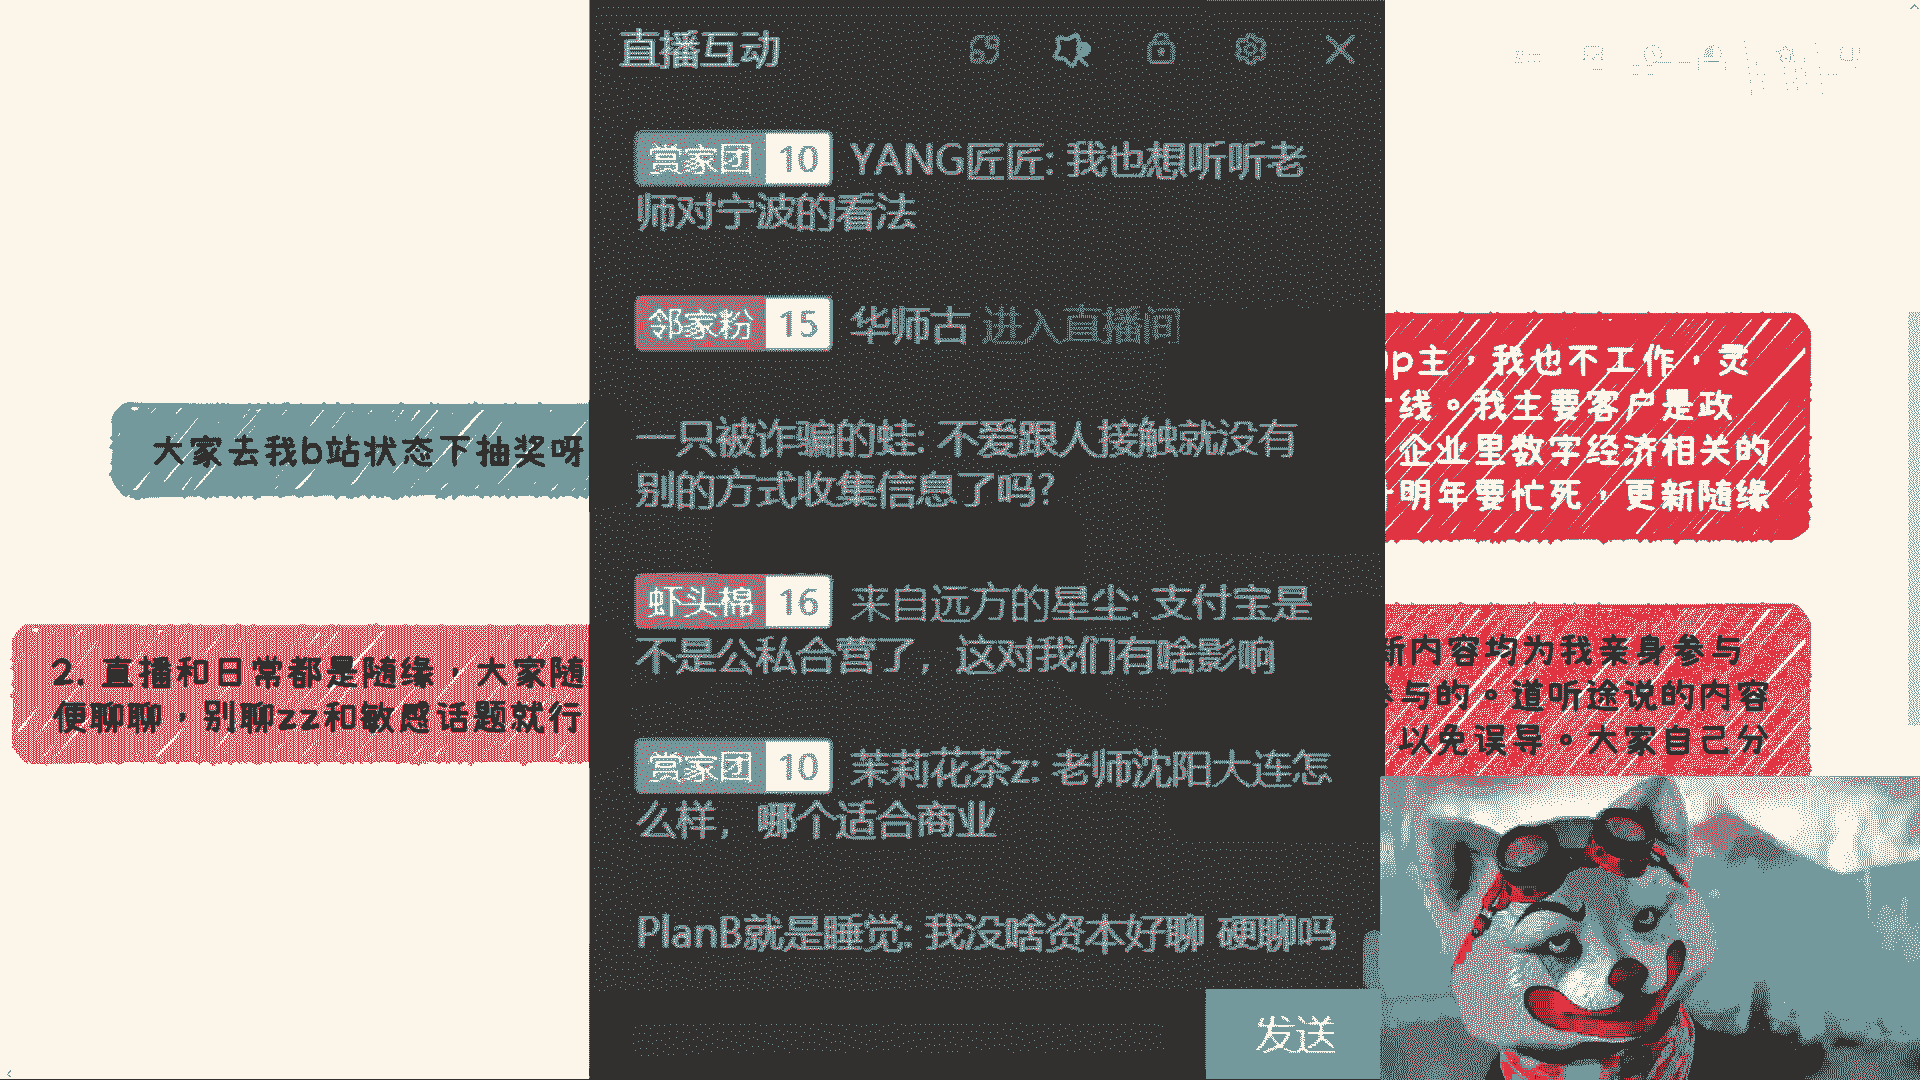 直播互动
赏家团 10 YANG匠匠: 我也想听听老
师对宁波的看法
邻家粉 15 华师古 进入直播间
一只被诈骗的蛙: 不爱跟人接触就没有
别的方式收集信息了吗?
虾头棉 16 来自远方的星尘: 支付宝是
不是公私合营了，这对我们有啥影响
赏家团 10 茉莉花茶z: 老师沈阳大连怎
么样，哪个适合商业
PlanB就是睡觉: 我没啥资本好聊 硬聊吗
发送
大家去我b站状态下抽奖呀
2. 直播和日常都是随缘，大家随
便聊聊，别聊zz和敏感话题就行
p主，我也不工作，灵
线。我主要客户是政
企业里数字经济相关的
明年要忙死，更新随缘
新内容均为我亲身参与
参与的。道听途说的内容
以免误导。大家自己分